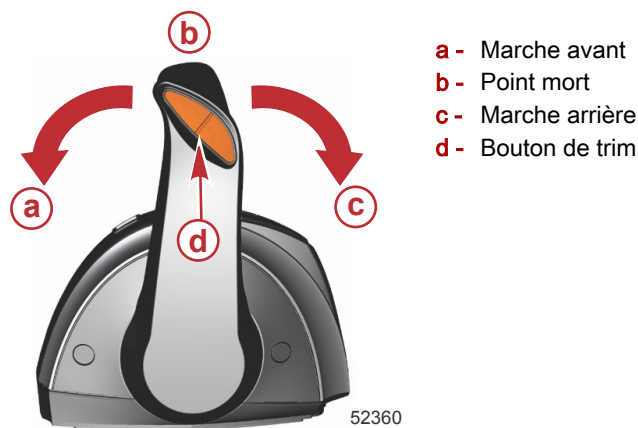 b
a - Marche avant
b - Point mort
c - Marche arrière
d - Bouton de trim
a
c
d
52360